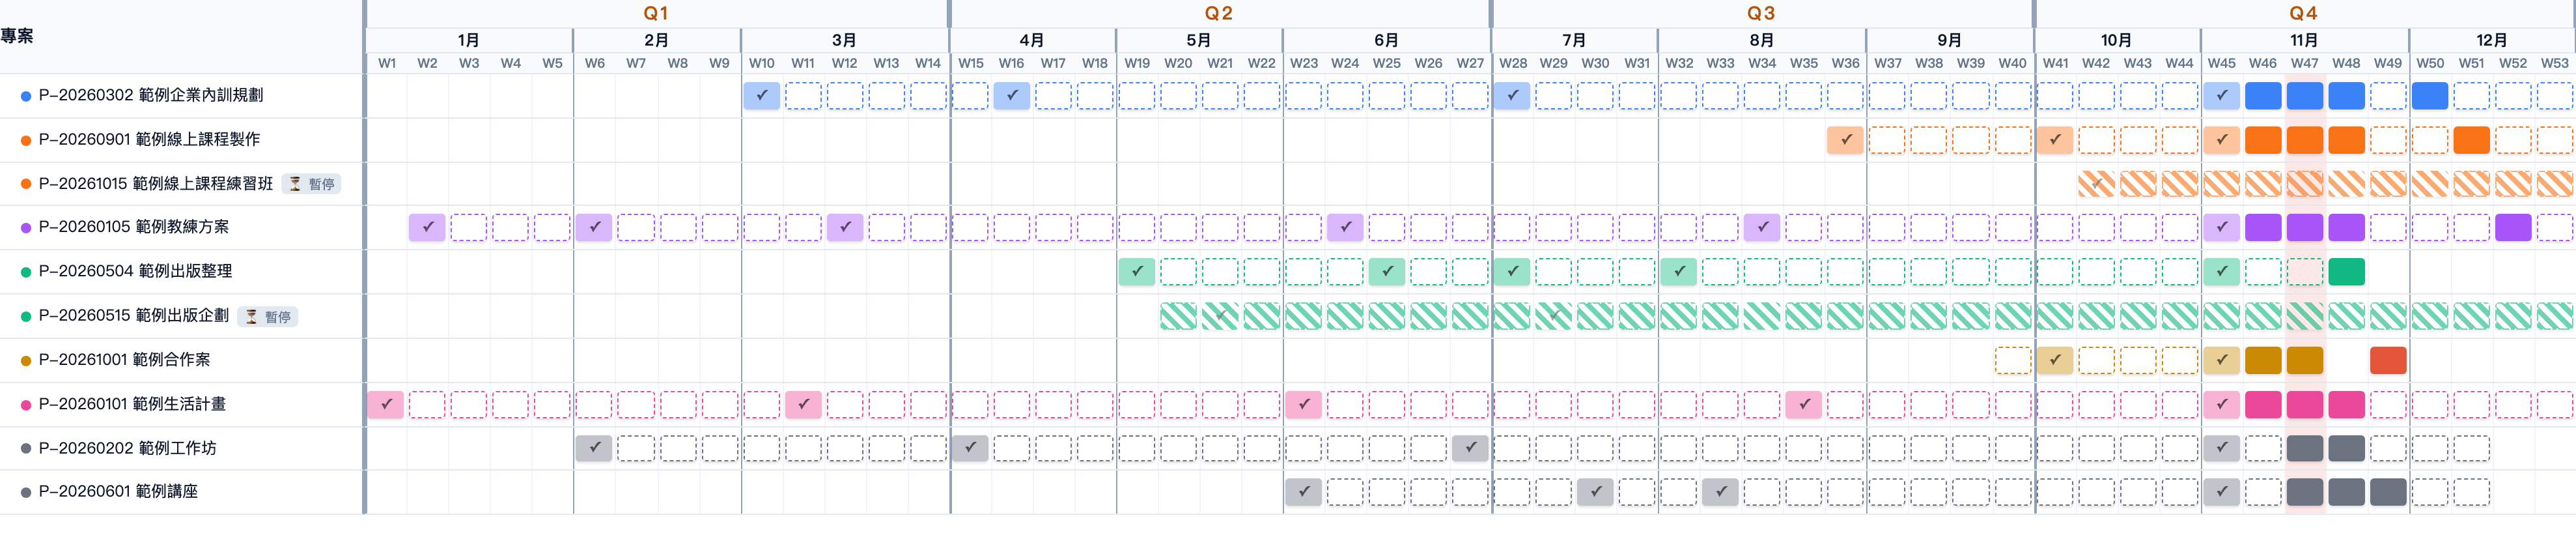 Q1 Q2 Q3 Q4
專案
1月 2月 3月 4月 5月 6月 7月 8月 9月 10月 11月 12月
W1 W2 W3 W4 W5 W6 W7 W8 W9 W10 W11 W12 W13 W14 W15 W16 W17 W18 W19 W20 W21 W22 W23 W24 W25 W26 W27 W28 W29 W30 W31 W32 W33 W34 W35 W36 W37 W38 W39 W40 W41 W42 W43 W44 W45 W46 W47 W48 W49 W50 W51 W52 W53
P-20260302 範例企業內訓規劃
P-20260901 範例線上課程製作
P-20261015 範例線上課程練習班 ⏳ 暫停
P-20260105 範例教練方案
P-20260504 範例出版整理
P-20260515 範例出版企劃 ⏳ 暫停
P-20261001 範例合作案
P-20260101 範例生活計畫
P-20260202 範例工作坊
P-20260601 範例講座